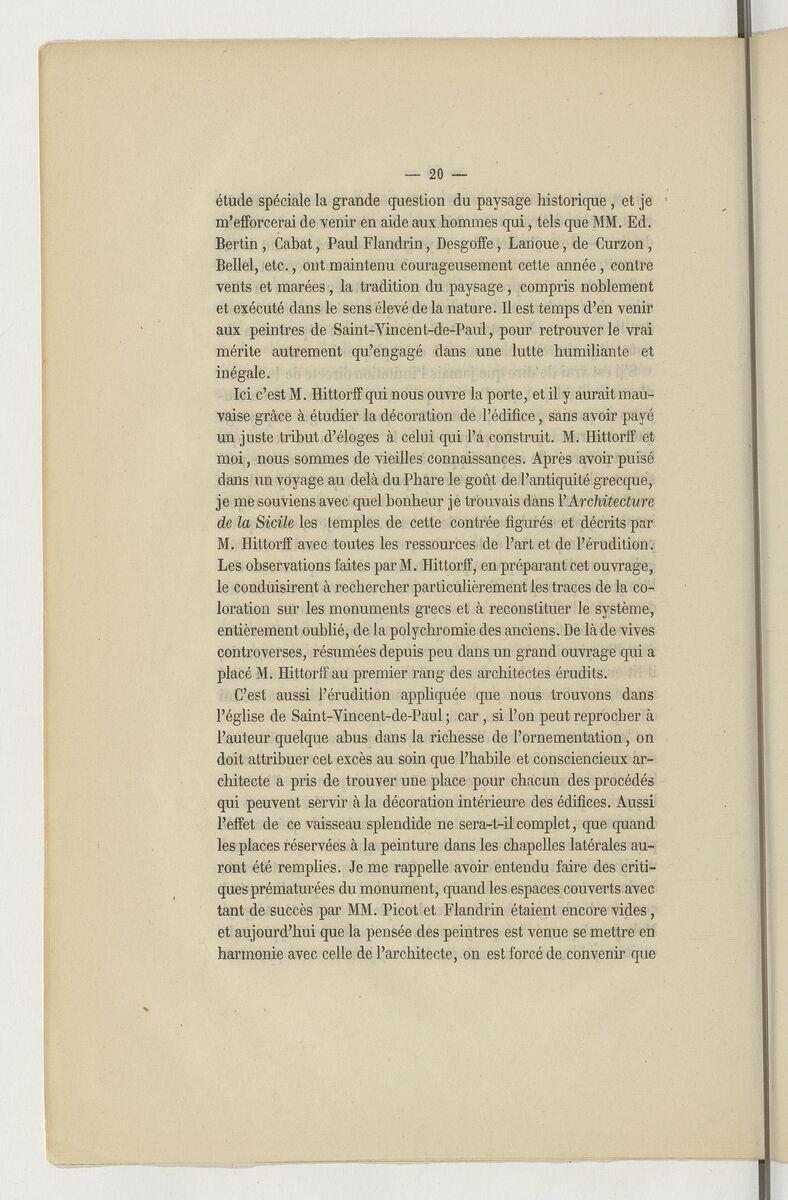 — 20 —
étude spéciale la grande question du paysage historique, et je
m'efforcerai de venir en aide aux hommes qui, tels que MM. Ed.
Bertin, Cabat, Paul Flandrin, Desgoffe, Lanoue, de Curzon,
Bellel, etc., ont maintenu courageusement cette année, contre
vents et marées, la tradition du paysage, compris noblement
et exécuté dans le sens élevé de la nature. Il est temps d'en venir
aux peintres de Saint-Vincent-de-Paul, pour retrouver le vrai
mérite autrement qu'engagé dans une lutte humiliante et
inégale.
Ici c'est M. Hittorff qui nous ouvre la porte, et il y aurait mau-
vaise grâce à étudier la décoration de l'édifice, sans avoir payé
un juste tribut d'éloges à celui qui l'a construit. M. Hittorff et
moi, nous sommes de vieilles connaissances. Après avoir puisé
dans un voyage au delà du Phare le goût de l'antiquité grecque,
je me souviens avec quel bonheur je trouvais dans l'Architecture
de la Sicile les temples de cette contrée figurés et décrits par
M. Hittorff avec toutes les ressources de l'art et de l'érudition.
Les observations faites par M. Hittorff, en préparant cet ouvrage,
le conduisirent à rechercher particulièrement les traces de la co-
loration sur les monuments grecs et à reconstituer le système,
entièrement oublié, de la polychromie des anciens. De là de vives
controverses, résumées depuis peu dans un grand ouvrage qui a
placé M. Hittorff au premier rang des architectes érudits.
C'est aussi l'érudition appliquée que nous trouvons dans
l'église de Saint-Vincent-de-Paul; car, si l'on peut reprocher à
l'auteur quelque abus dans la richesse de l'ornementation, on
doit attribuer cet excès au soin que l'habile et consciencieux ar-
chitecte a pris de trouver une place pour chacun des procédés
qui peuvent servir à la décoration intérieure des édifices. Aussi
l'effet de ce vaisseau splendide ne sera-t-il complet, que quand
les places réservées à la peinture dans les chapelles latérales au-
ront été remplies. Je me rappelle avoir entendu faire des criti-
ques prématurées du monument, quand les espaces couverts avec
tant de succès par MM. Picot et Flandrin étaient encore vides,
et aujourd'hui que la pensée des peintres est venue se mettre en
harmonie avec celle de l'architecte, on est forcé de convenir que